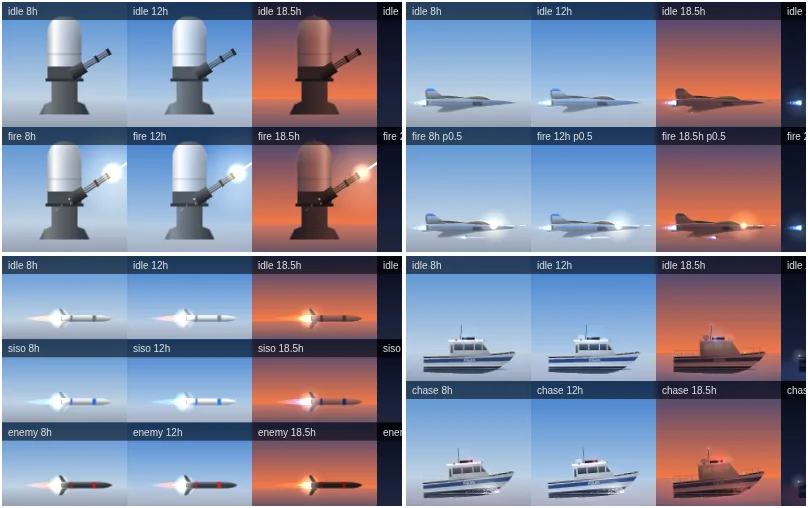 idle 8h idle 12h idle 18.5h idle
fire 8h fire 12h fire 18.5h fire 2
idle 8h idle 12h idle 18.5h idle
fire 8h p0.5 fire 12h p0.5 fire 18.5h p0.5 fire
idle 8h idle 12h idle 18.5h idle
siso 8h siso 12h siso 18.5h siso
enemy 8h enemy 12h enemy 18.5h enem
idle 8h idle 12h idle 18.5h idle
chase 8h chase 12h chase 18.5h chas